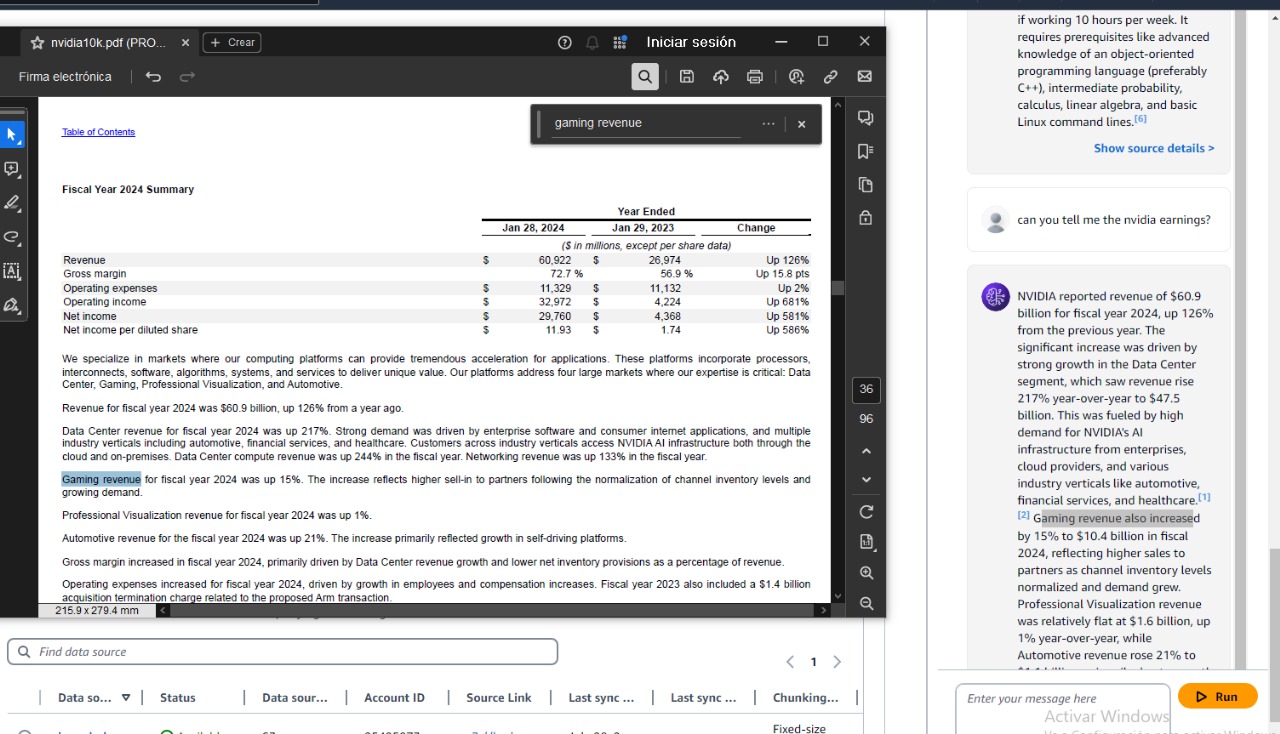 nvidia10k.pdf (PRO...
Crear
Iniciar sesión
Firma electrónica
gaming revenue
Table of Contents
Fiscal Year 2024 Summary
Year Ended
Jan 28, 2024 Jan 29, 2023 Change
($ in millions, except per share data)
Revenue $ 60,922 $ 26,974 Up 126%
Gross margin 72.7 % 56.9 % Up 15.8 pts
Operating expenses $ 11,329 $ 11,132 Up 2%
Operating income $ 32,972 $ 4,224 Up 681%
Net income $ 29,760 $ 4,368 Up 581%
Net income per diluted share $ 11.93 $ 1.74 Up 586%
We specialize in markets where our computing platforms can provide tremendous acceleration for applications. These platforms incorporate processors,
interconnects, software, algorithms, systems, and services to deliver unique value. Our platforms address four large markets where our expertise is critical: Data
Center, Gaming, Professional Visualization, and Automotive.
Revenue for fiscal year 2024 was $60.9 billion, up 126% from a year ago.
Data Center revenue for fiscal year 2024 was up 217%. Strong demand was driven by enterprise software and consumer internet applications, and multiple
industry verticals including automotive, financial services, and healthcare. Customers across industry verticals access NVIDIA AI infrastructure both through the
cloud and on-premises. Data Center compute revenue was up 244% in the fiscal year. Networking revenue was up 133% in the fiscal year.
Gaming revenue for fiscal year 2024 was up 15%. The increase reflects higher sell-in to partners following the normalization of channel inventory levels and
growing demand.
Professional Visualization revenue for fiscal year 2024 was up 1%.
Automotive revenue for the fiscal year 2024 was up 21%. The increase primarily reflected growth in self-driving platforms.
Gross margin increased in fiscal year 2024, primarily driven by Data Center revenue growth and lower net inventory provisions as a percentage of revenue.
Operating expenses increased for fiscal year 2024, driven by growth in employees and compensation increases. Fiscal year 2023 also included a $1.4 billion
acquisition termination charge related to the proposed Arm transaction.
215.9 x 279.4 mm
36
96
1:1
Find data source
1
Data so... Status Data sour... Account ID Source Link Last sync ... Last sync ... Chunking...
Fixed-size
if working 10 hours per week. It
requires prerequisites like advanced
knowledge of an object-oriented
programming language (preferably
C++), intermediate probability,
calculus, linear algebra, and basic
Linux command lines.[6]
Show source details >
can you tell me the nvidia earnings?
NVIDIA reported revenue of $60.9
billion for fiscal year 2024, up 126%
from the previous year. The
significant increase was driven by
strong growth in the Data Center
segment, which saw revenue rise
217% year-over-year to $47.5
billion. This was fueled by high
demand for NVIDIA's AI
infrastructure from enterprises,
cloud providers, and various
industry verticals like automotive,
financial services, and healthcare.[1]
[2] Gaming revenue also increased
by 15% to $10.4 billion in fiscal
2024, reflecting higher sales to
partners as channel inventory levels
normalized and demand grew.
Professional Visualization revenue
was relatively flat at $1.6 billion, up
1% year-over-year, while
Automotive revenue rose 21% to
Enter your message here
Run
Activar Windows